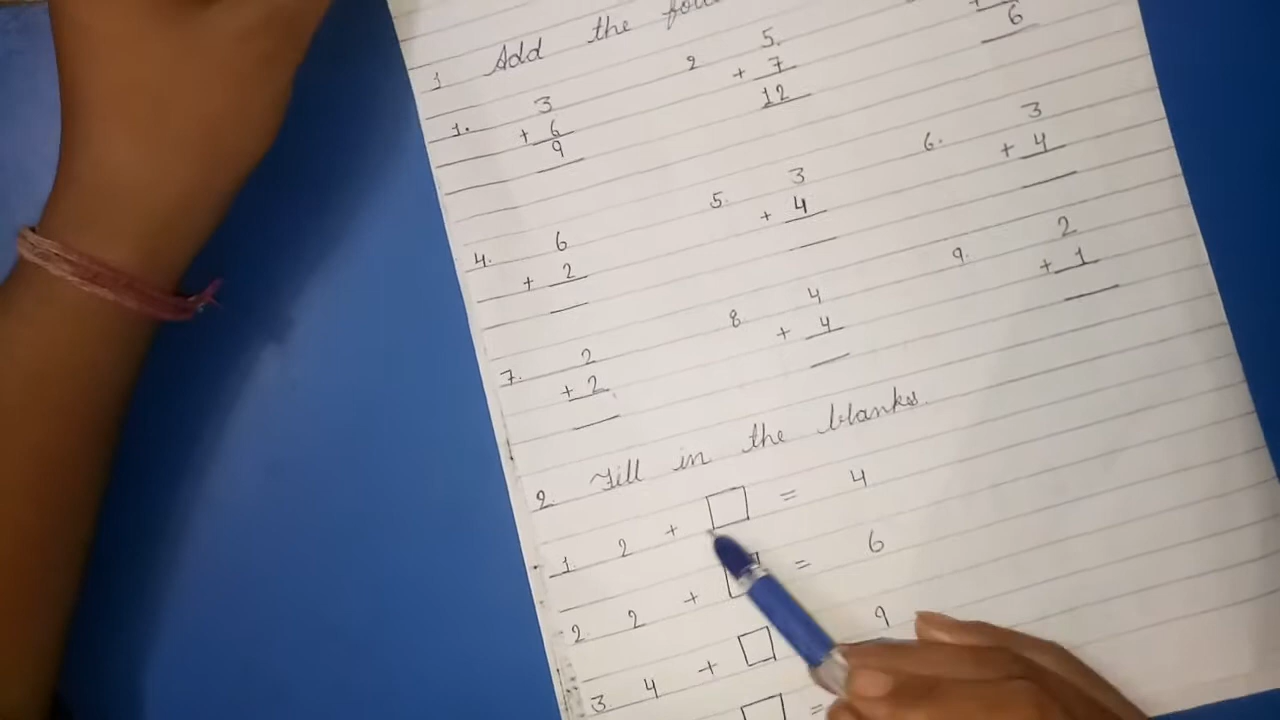 1 Add the
1. 3 + 6 9
2 5. + 7 12
6
4. 6 + 2
5. 3 + 4
6. 3 + 4
7. 2 + 2
8 4 + 4
9. 2 + 1
2. Fill in the blanks.
1. 2 + □ = 4
2. 2 + □ = 6
3. 4 + □ 9
□ =